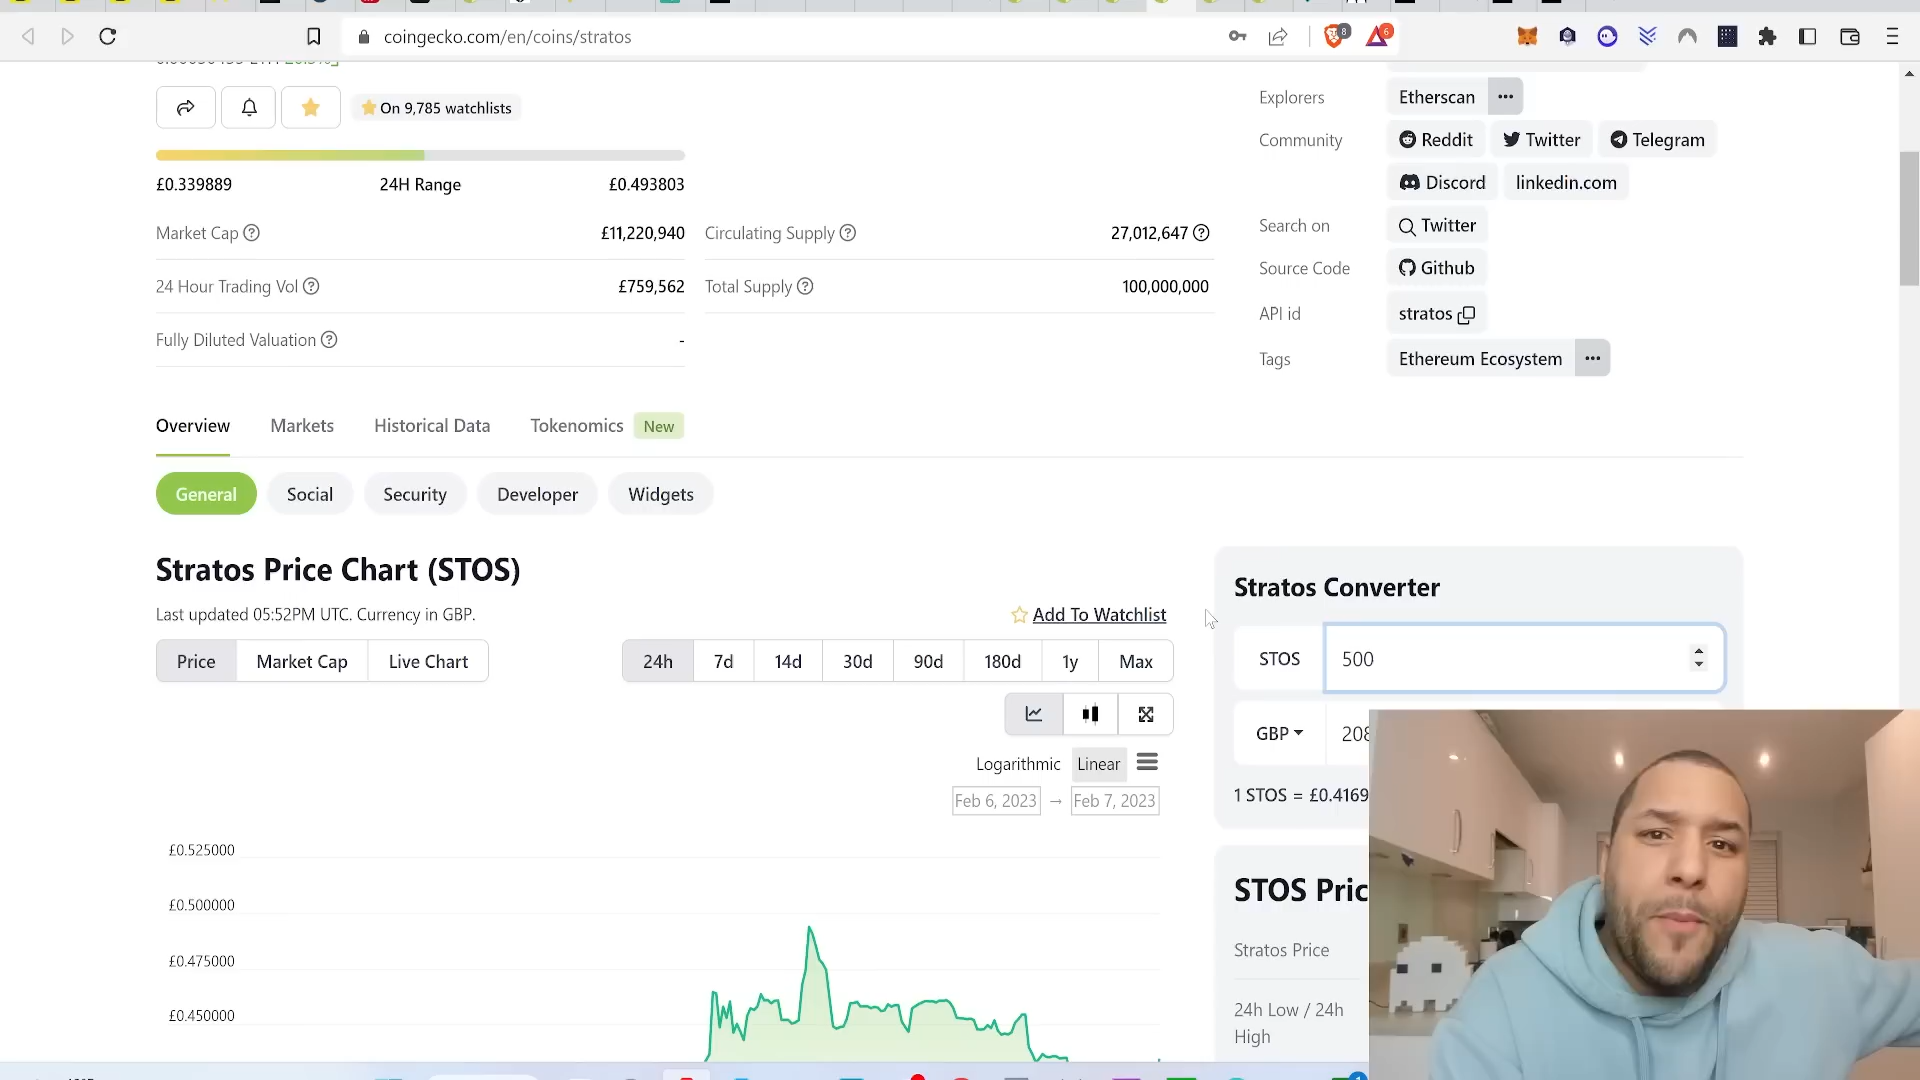 coingecko.com/en/coins/stratos
8
6
On 9,785 watchlists
£0.339889 24H Range £0.493803
Market Cap £11,220,940 Circulating Supply 27,012,647
24 Hour Trading Vol £759,562 Total Supply 100,000,000
Fully Diluted Valuation -
Explorers Etherscan
Community Reddit Twitter Telegram
Discord linkedin.com
Search on Twitter
Source Code Github
API id stratos
Tags Ethereum Ecosystem
Overview Markets Historical Data Tokenomics New
General Social Security Developer Widgets
Stratos Price Chart (STOS)
Last updated 05:52PM UTC. Currency in GBP.
Add To Watchlist
Price Market Cap Live Chart
24h 7d 14d 30d 90d 180d 1y Max
Logarithmic Linear
Feb 6, 2023 → Feb 7, 2023
£0.525000
£0.500000
£0.475000
£0.450000
Stratos Converter
STOS 500
GBP 208
1 STOS = £0.4169
STOS Pric
Stratos Price
24h Low / 24h
High